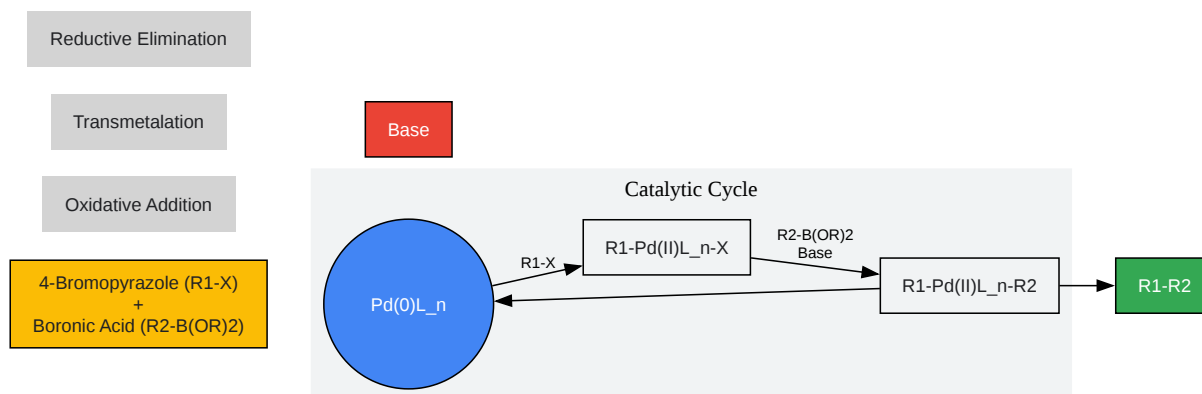 Reductive Elimination
Transmetalation
Oxidative Addition
4-Bromopyrazole (R1-X)
+
Boronic Acid (R2-B(OR)2)
Base
Catalytic Cycle
Pd(0)L_n
R1-X
R1-Pd(II)L_n-X
R2-B(OR)2
Base
R1-Pd(II)L_n-R2
R1-R2